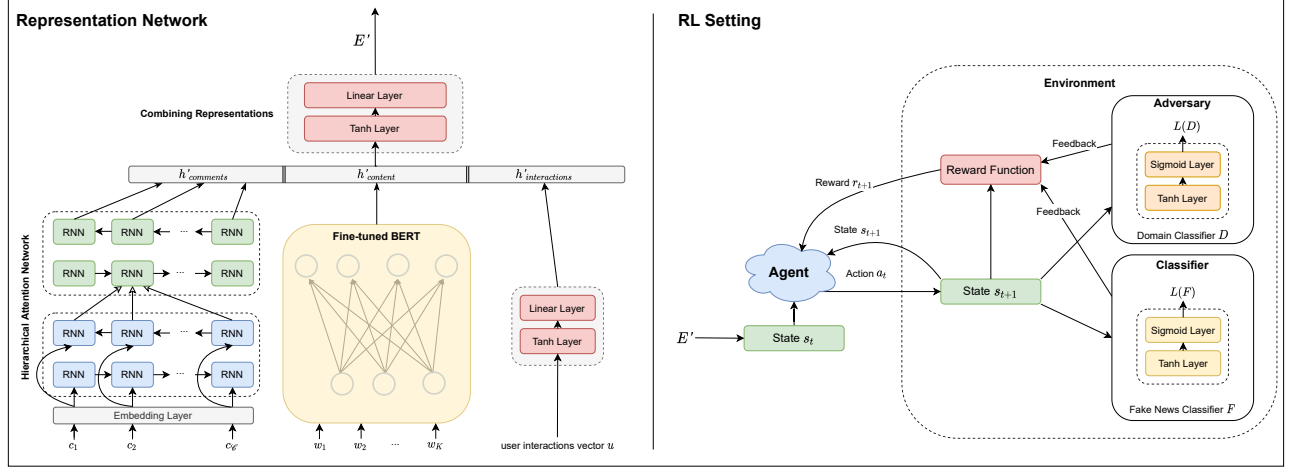 Representation Network
E'
Linear Layer
Tanh Layer
Combining Representations
h'comments
h'content
h'interactions
Hierarchical Attention Network
RNN RNN ... RNN
RNN RNN ... RNN
RNN RNN ... RNN
RNN RNN ... RNN
Embedding Layer
c1 c2 c𝒞
Fine-tuned BERT
w1 w2 ... wK
Linear Layer
Tanh Layer
user interactions vector u
RL Setting
Environment
Adversary
L(D)
Sigmoid Layer
Tanh Layer
Domain Classifier D
Feedback
Reward Function
Reward rt+1
Feedback
State st+1
Agent
Action at
State st+1
E'
State st
Classifier
L(F)
Sigmoid Layer
Tanh Layer
Fake News Classifier F